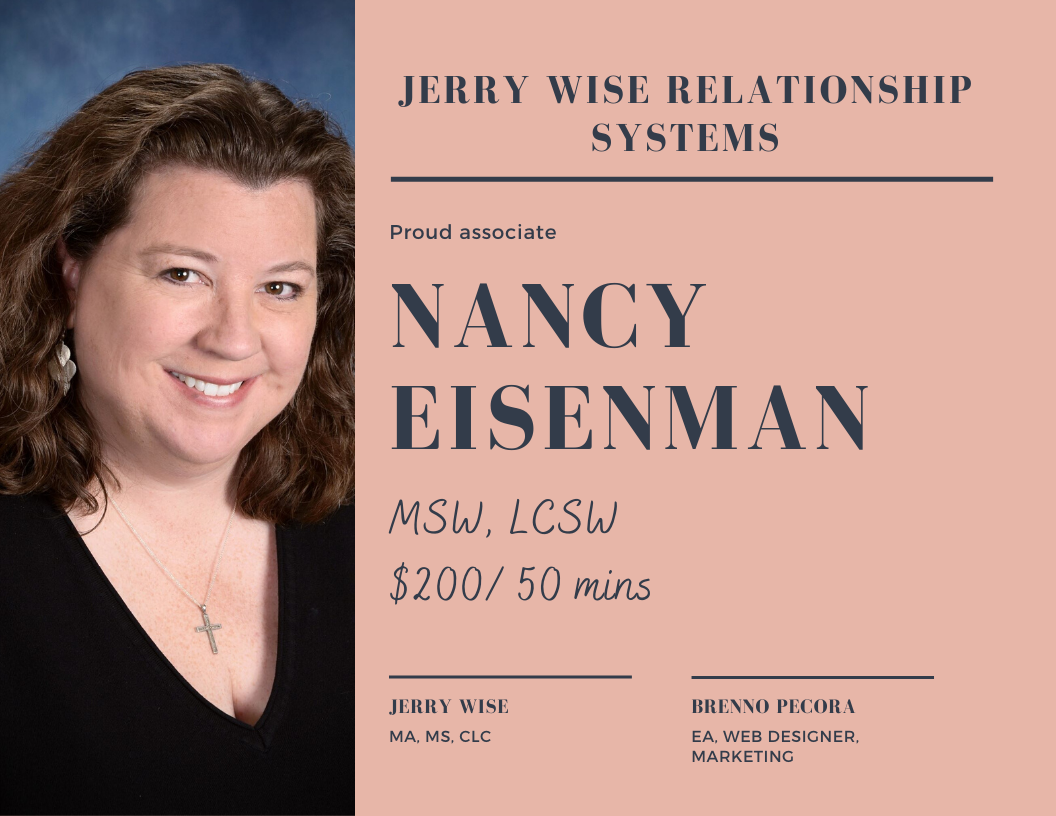 JERRY WISE RELATIONSHIP
SYSTEMS
Proud associate
NANCY
EISENMAN
MSW, LCSW
$200/ 50 mins
JERRY WISE
MA, MS, CLC
BRENNO PECORA
EA, WEB DESIGNER,
MARKETING